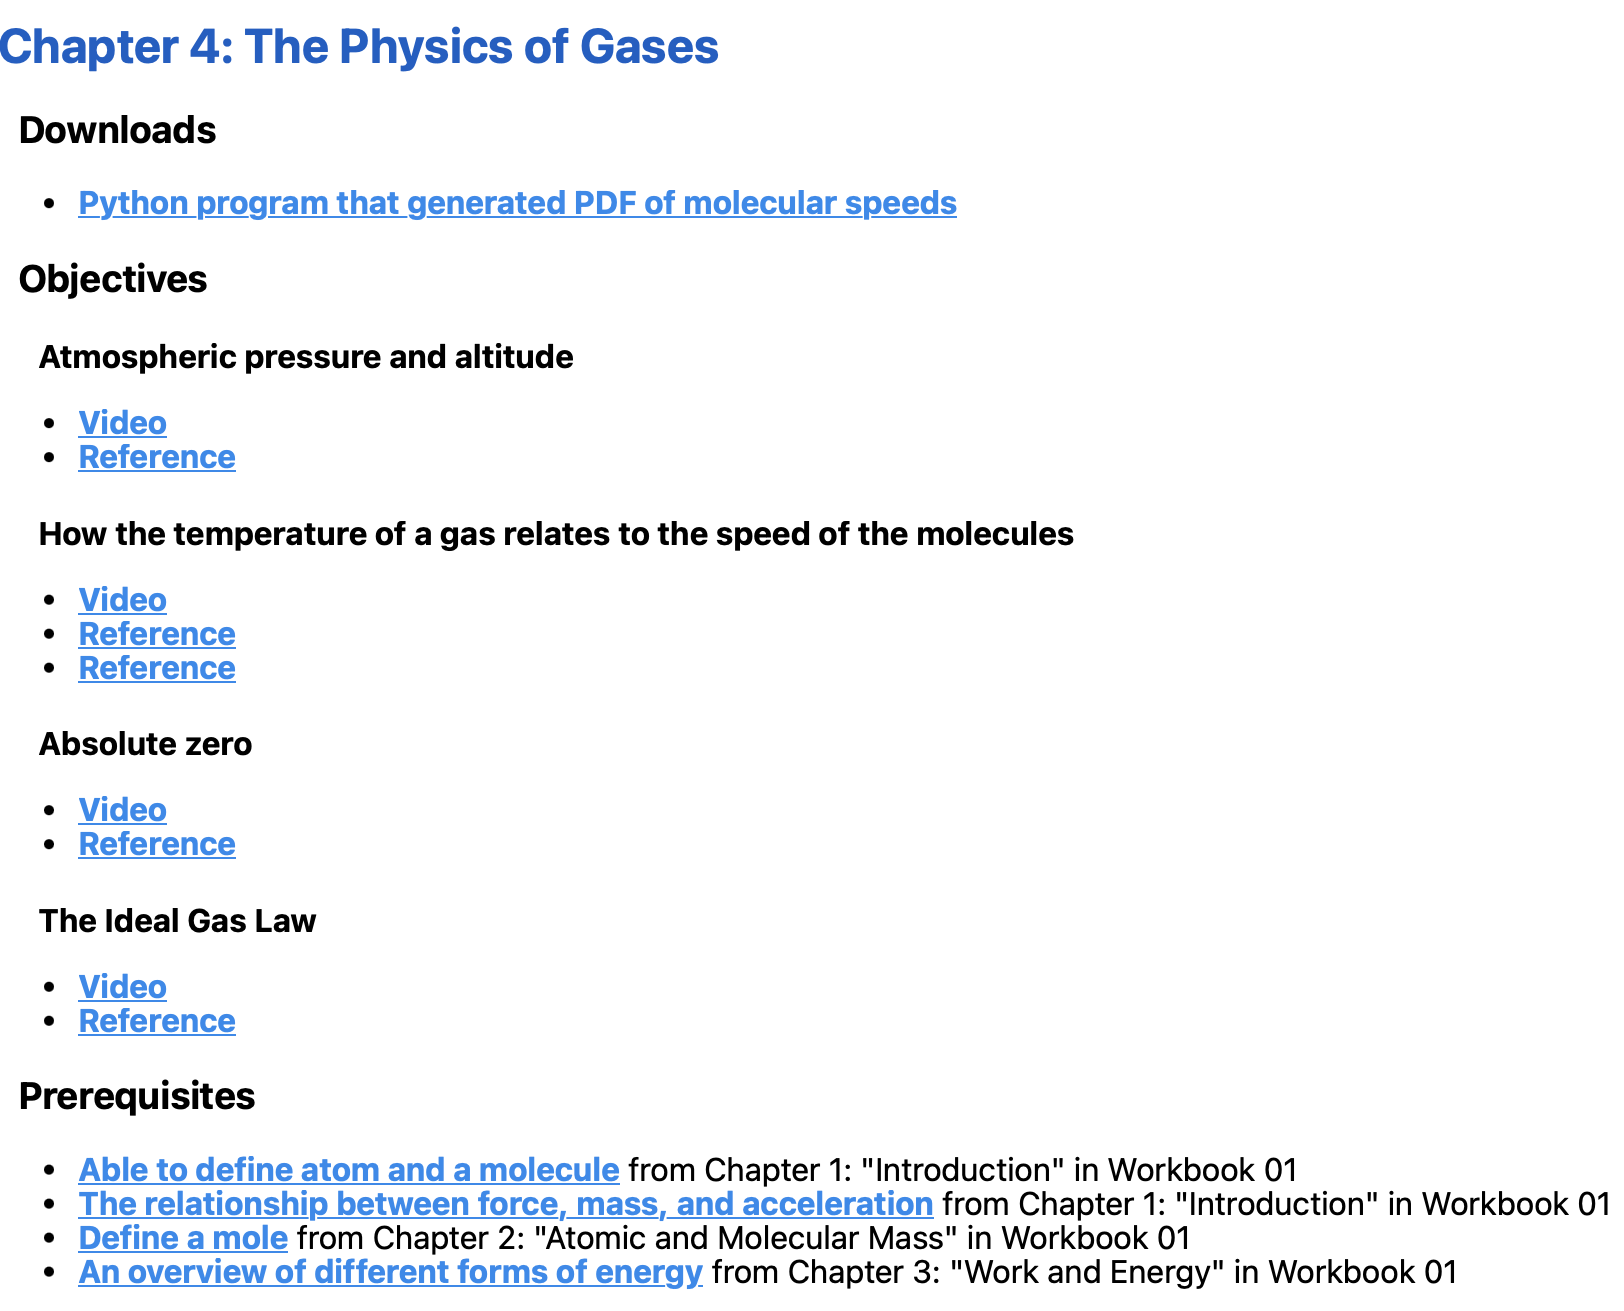 Chapter 4: The Physics of Gases
Downloads
• Python program that generated PDF of molecular speeds
Objectives
Atmospheric pressure and altitude
• Video
• Reference
How the temperature of a gas relates to the speed of the molecules
• Video
• Reference
• Reference
Absolute zero
• Video
• Reference
The Ideal Gas Law
• Video
• Reference
Prerequisites
• Able to define atom and a molecule from Chapter 1: "Introduction" in Workbook 01
• The relationship between force, mass, and acceleration from Chapter 1: "Introduction" in Workbook 01
• Define a mole from Chapter 2: "Atomic and Molecular Mass" in Workbook 01
• An overview of different forms of energy from Chapter 3: "Work and Energy" in Workbook 01